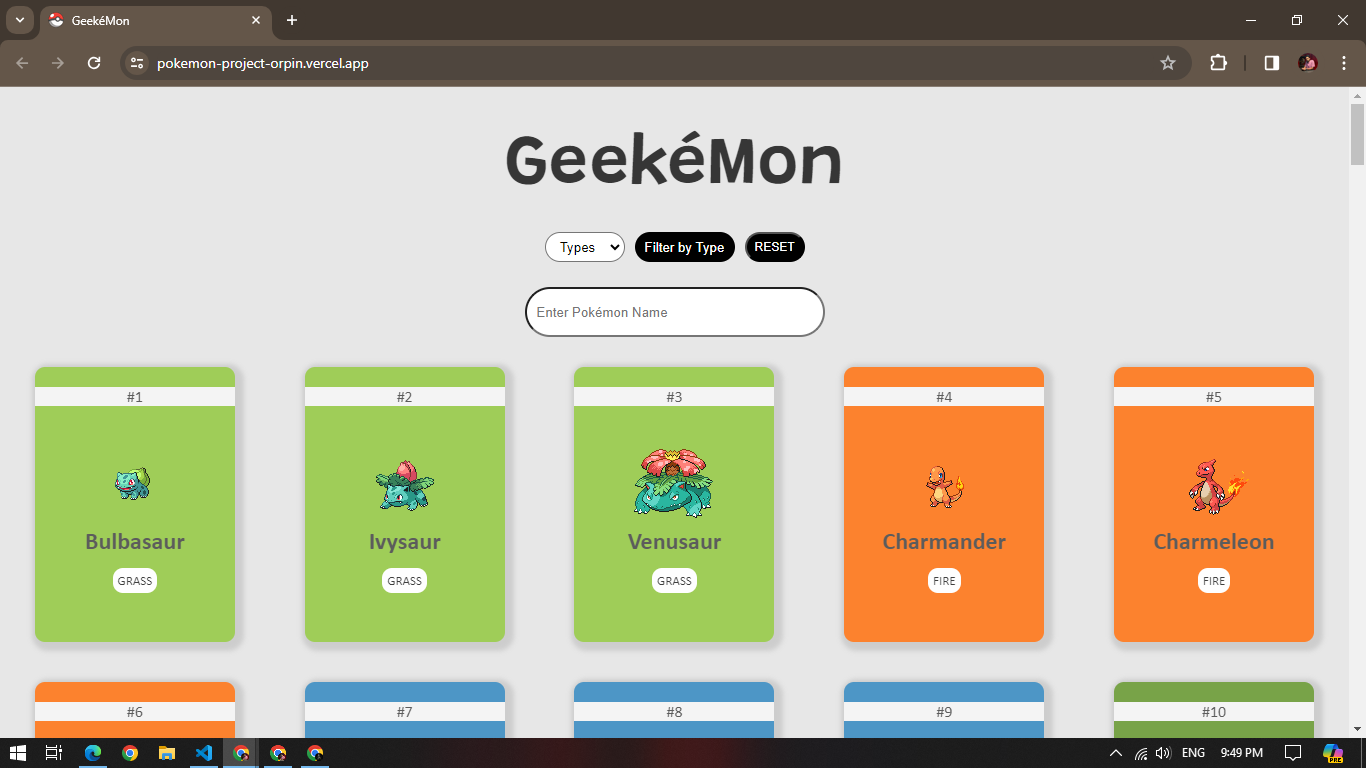 GeekéMon
pokemon-project-orpin.vercel.app
GeekéMon
Types Filter by Type RESET
Enter Pokémon Name
#1 #2 #3 #4 #5
Bulbasaur Ivysaur Venusaur Charmander Charmeleon
GRASS GRASS GRASS FIRE FIRE
#6 #7 #8 #9 #10
ENG 9:49 PM
PRE